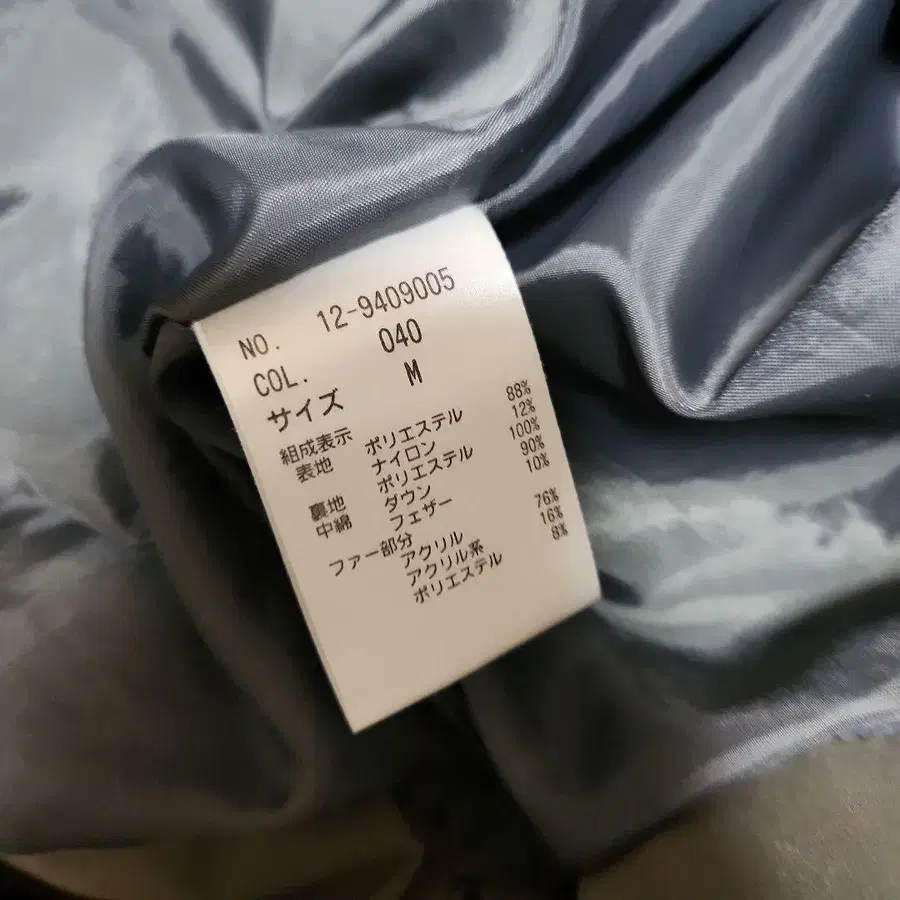 NO. 12-9409005
COL. 040
サイズ M
組成表示
表地 ポリエステル 88%
ナイロン 12%
裏地 ポリエステル 100%
中綿 ダウン 90%
フェザー 10%
ファー部分
アクリル 76%
アクリル系 16%
ポリエステル 8%